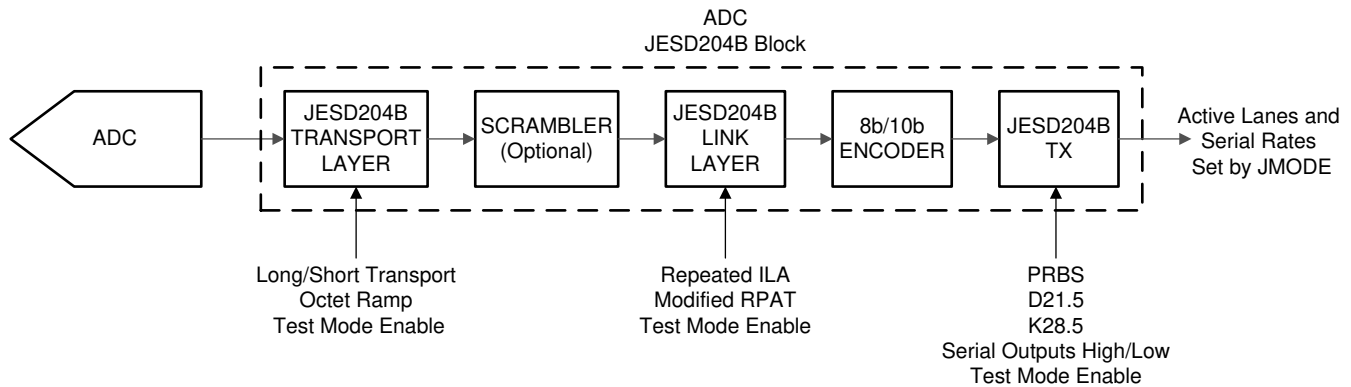 ADC
JESD204B Block
ADC
JESD204B
TRANSPORT
LAYER
SCRAMBLER
(Optional)
JESD204B
LINK
LAYER
8b/10b
ENCODER
JESD204B
TX
Active Lanes and
Serial Rates
Set by JMODE
Long/Short Transport
Octet Ramp
Test Mode Enable
Repeated ILA
Modified RPAT
Test Mode Enable
PRBS
D21.5
K28.5
Serial Outputs High/Low
Test Mode Enable